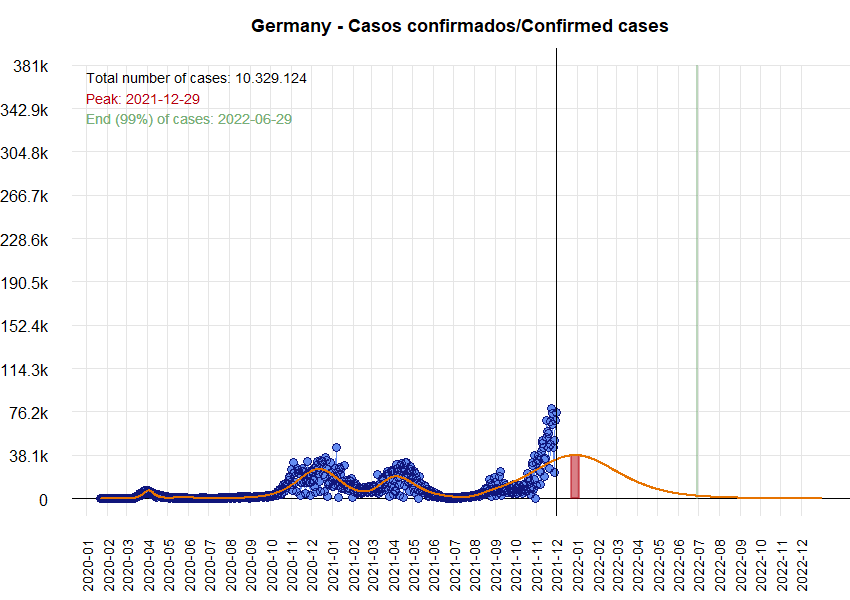 Germany - Casos confirmados/Confirmed cases
381k
342.9k
304.8k
266.7k
228.6k
190.5k
152.4k
114.3k
76.2k
38.1k
0
Total number of cases: 10.329.124
Peak: 2021-12-29
End (99%) of cases: 2022-06-29
2020-01
2020-02
2020-03
2020-04
2020-05
2020-06
2020-07
2020-08
2020-09
2020-10
2020-11
2020-12
2021-01
2021-02
2021-03
2021-04
2021-05
2021-06
2021-07
2021-08
2021-09
2021-10
2021-11
2021-12
2022-01
2022-02
2022-03
2022-04
2022-05
2022-06
2022-07
2022-08
2022-09
2022-10
2022-11
2022-12